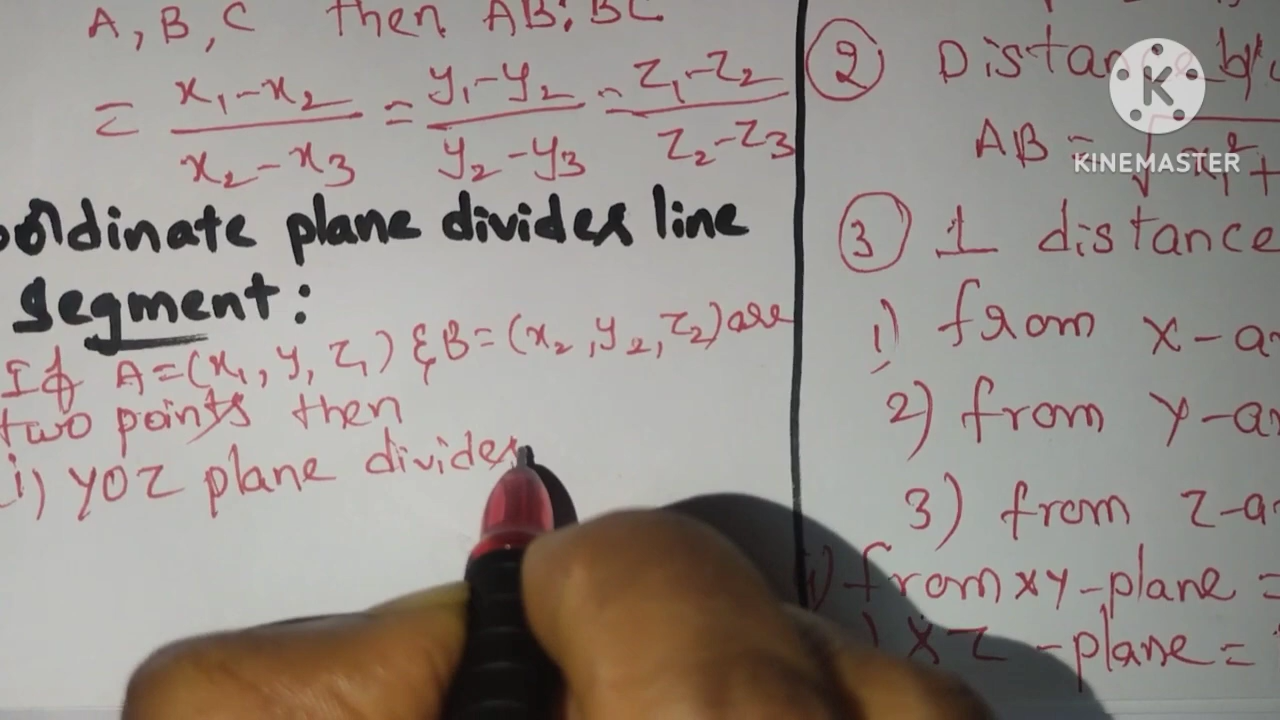 A, B, C then AB: BC
= x₁-x₂ / x₂-x₃ = y₁-y₂ / y₂-y₃ = z₁-z₂ / z₂-z₃
oordinate plane divides line
segment:
If A=(x₁, y, z₁) & B=(x₂, y₂, z₂) are
two points then
i) YOZ plane divides
② Distance b/
AB = √x₁² +
③ 1 distance
i) from x-a
2) from y-a
3) from z-a
from xy-plane =
) XZ-plane =
KINEMASTER